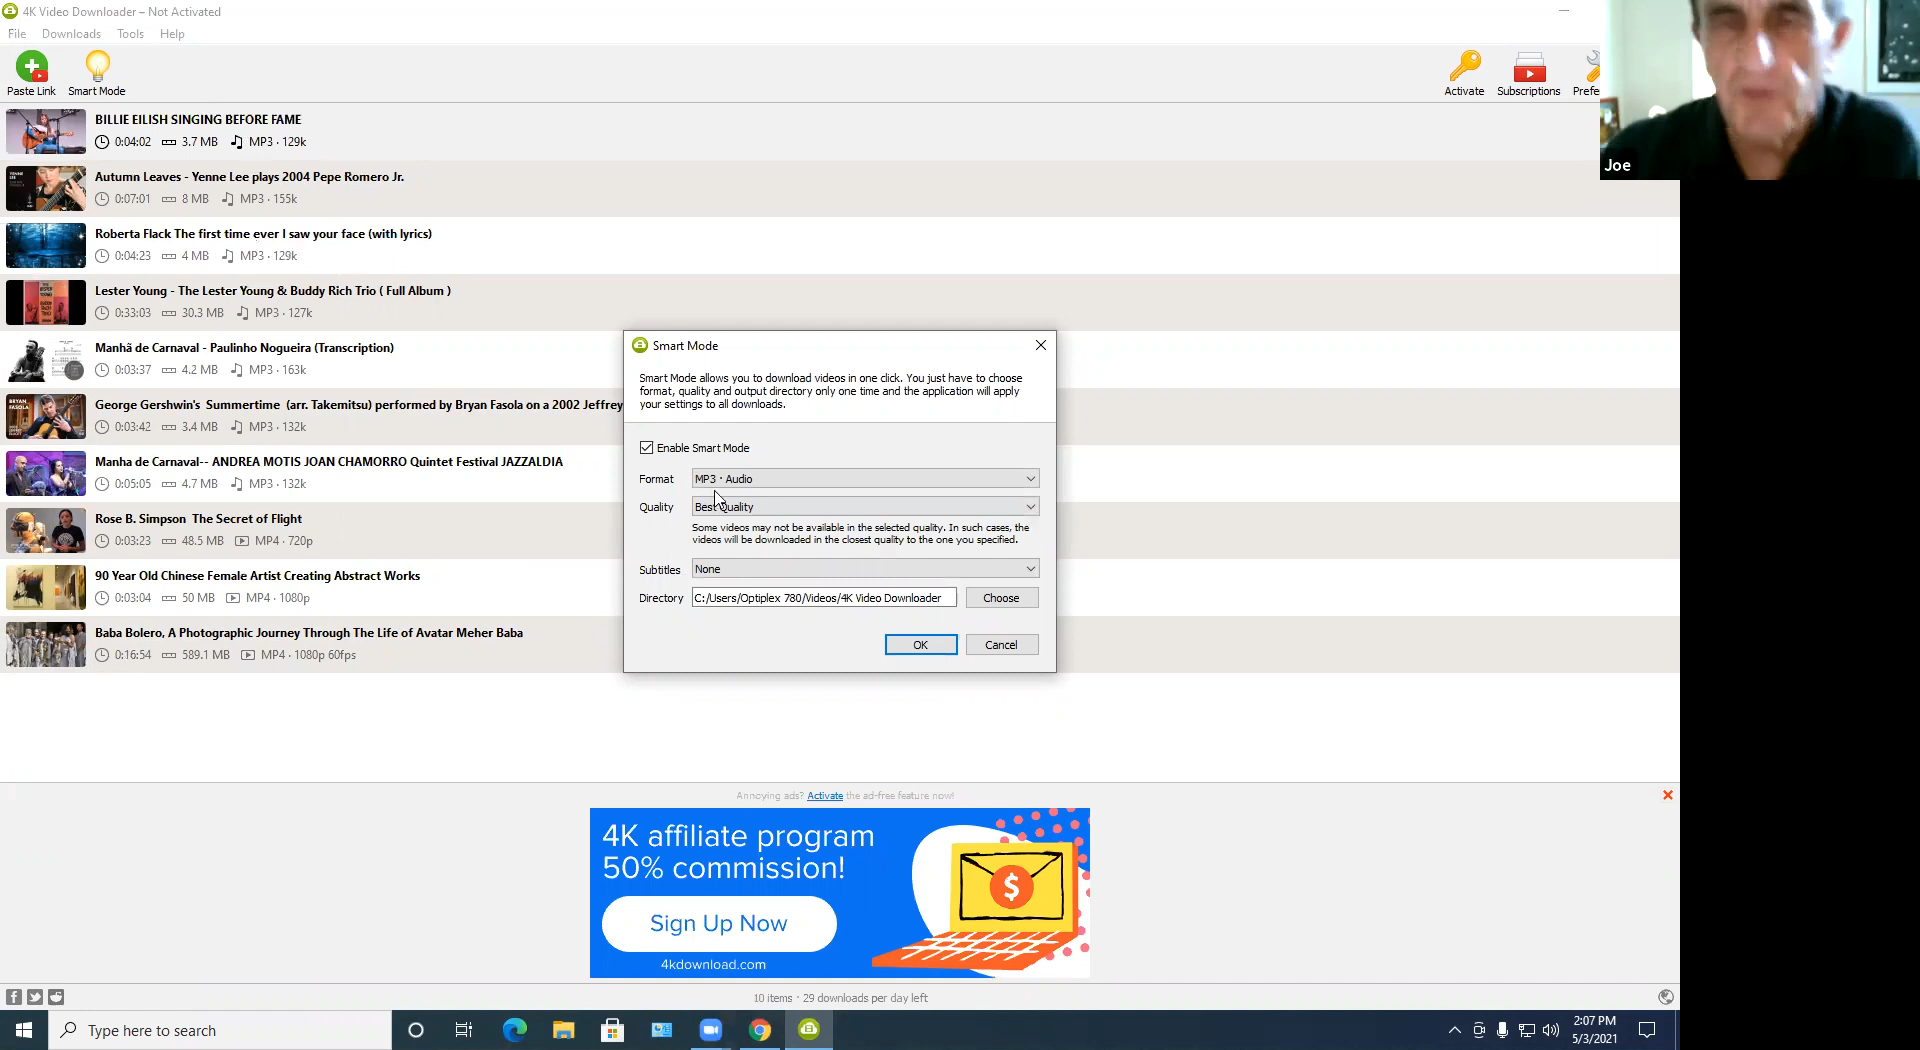 4K Video Downloader – Not Activated
File Downloads Tools Help
Paste Link Smart Mode Activate Subscriptions Prefe
BILLIE EILISH SINGING BEFORE FAME
0:04:02 3.7 MB MP3 · 129k
Autumn Leaves - Yenne Lee plays 2004 Pepe Romero Jr.
0:07:01 8 MB MP3 · 155k
Roberta Flack The first time ever I saw your face (with lyrics)
0:04:23 4 MB MP3 · 129k
Lester Young - The Lester Young & Buddy Rich Trio ( Full Album )
0:33:03 30.3 MB MP3 · 127k
Manhã de Carnaval - Paulinho Nogueira (Transcription)
0:03:37 4.2 MB MP3 · 163k
George Gershwin's Summertime (arr. Takemitsu) performed by Bryan Fasola on a 2002 Jeffrey
0:03:42 3.4 MB MP3 · 132k
Manha de Carnaval-- ANDREA MOTIS JOAN CHAMORRO Quintet Festival JAZZALDIA
0:05:05 4.7 MB MP3 · 132k
Rose B. Simpson The Secret of Flight
0:03:23 48.5 MB MP4 · 720p
90 Year Old Chinese Female Artist Creating Abstract Works
0:03:04 50 MB MP4 · 1080p
Baba Bolero, A Photographic Journey Through The Life of Avatar Meher Baba
0:16:54 589.1 MB MP4 · 1080p 60fps
Smart Mode
Smart Mode allows you to download videos in one click. You just have to choose
format, quality and output directory only one time and the application will apply
your settings to all downloads.
Enable Smart Mode
Format MP3 · Audio
Quality Best Quality
Some videos may not be available in the selected quality. In such cases, the
videos will be downloaded in the closest quality to the one you specified.
Subtitles None
Directory C:/Users/Optiplex 780/Videos/4K Video Downloader Choose
OK Cancel
Joe
Annoying ads? Activate the ad-free feature now!
4K affiliate program
50% commission!
Sign Up Now
4kdownload.com
$
10 items · 29 downloads per day left
Type here to search
2:07 PM
5/3/2021